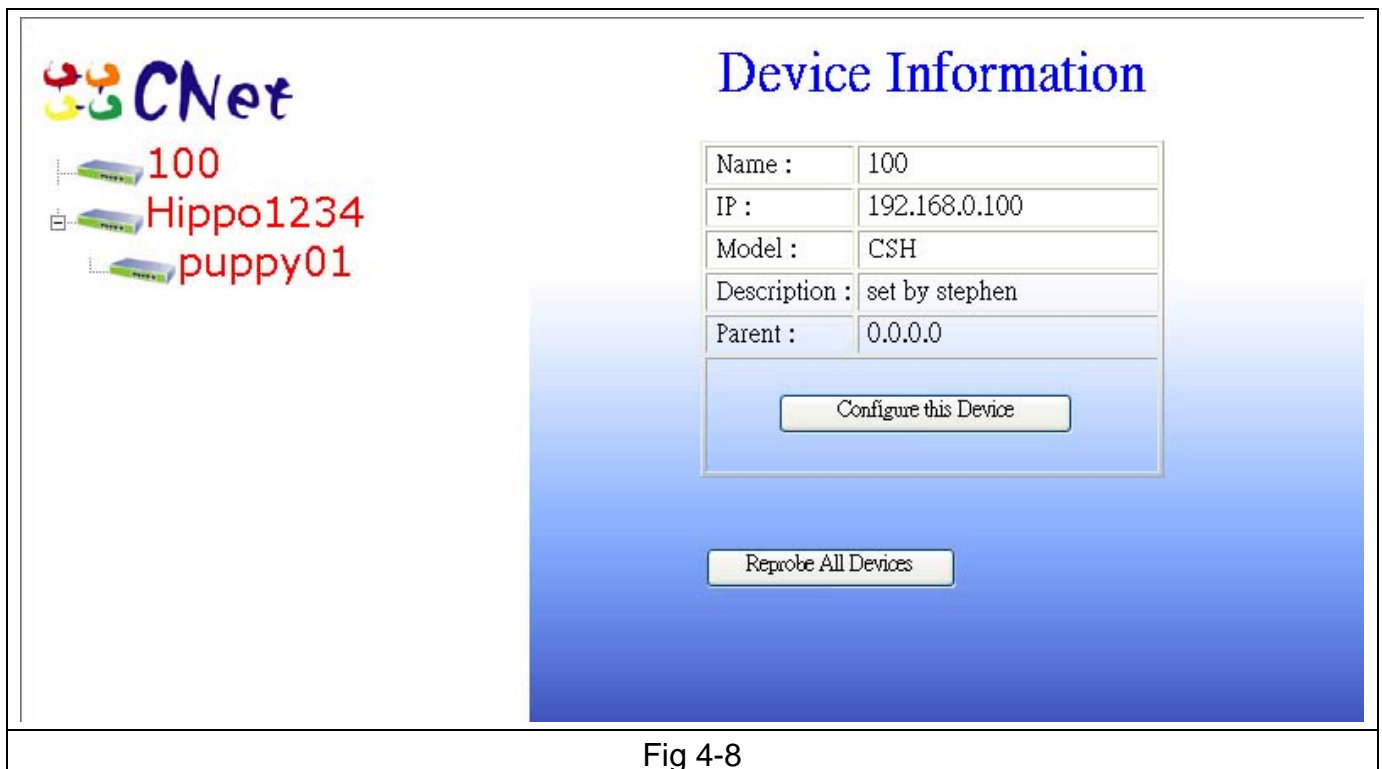 CNet
100
Hippo1234
puppy01
Device Information
Name : 100
IP : 192.168.0.100
Model : CSH
Description : set by stephen
Parent : 0.0.0.0
Configure this Device
Reprobe All Devices
Fig 4-8